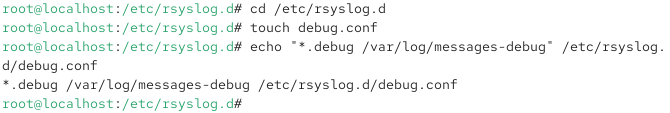 root@localhost:/etc/rsyslog.d# cd /etc/rsyslog.d
root@localhost:/etc/rsyslog.d# touch debug.conf
root@localhost:/etc/rsyslog.d# echo "*.debug /var/log/messages-debug" /etc/rsyslog.
d/debug.conf
*.debug /var/log/messages-debug /etc/rsyslog.d/debug.conf
root@localhost:/etc/rsyslog.d#